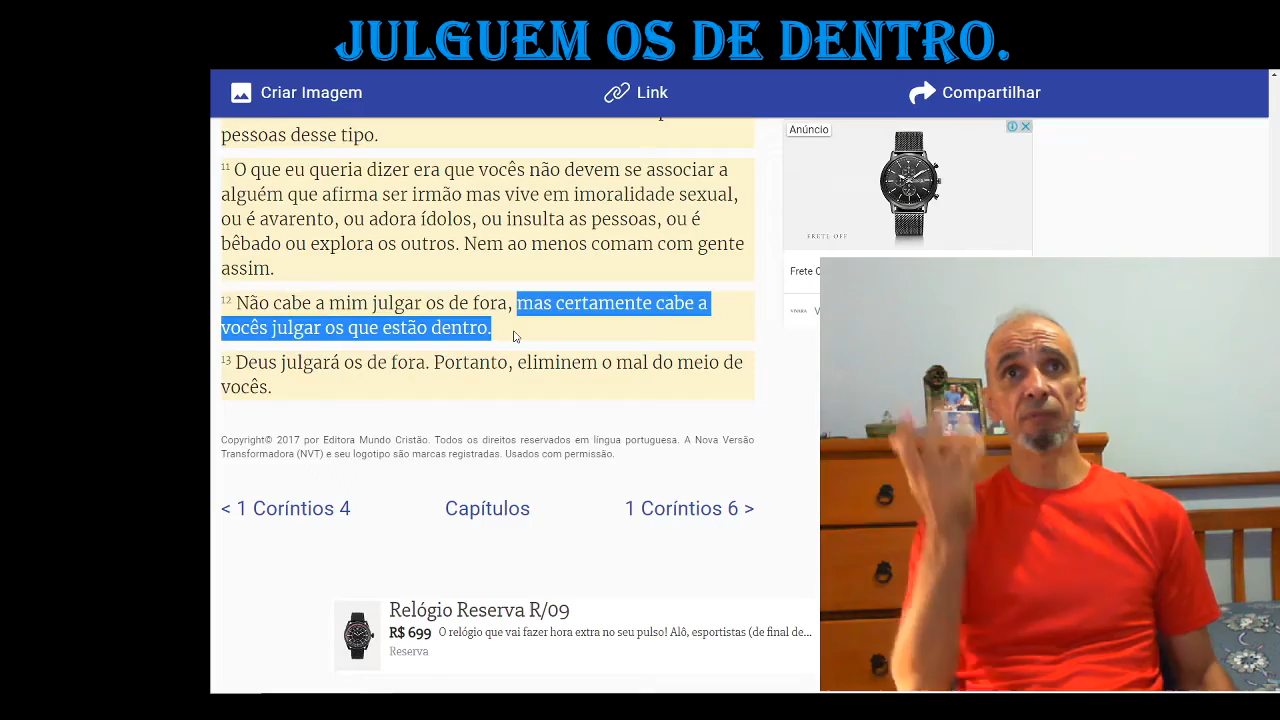 JULGUEM OS DE DENTRO.
Criar Imagem
Link
Compartilhar
pessoas desse tipo.
11 O que eu queria dizer era que vocês não devem se associar a
alguém que afirma ser irmão mas vive em imoralidade sexual,
ou é avarento, ou adora ídolos, ou insulta as pessoas, ou é
bêbado ou explora os outros. Nem ao menos comam com gente
assim.
12 Não cabe a mim julgar os de fora, mas certamente cabe a
vocês julgar os que estão dentro.
13 Deus julgará os de fora. Portanto, eliminem o mal do meio de
vocês.
Copyright© 2017 por Editora Mundo Cristão. Todos os direitos reservados em língua portuguesa. A Nova Versão
Transformadora (NVT) e seu logotipo são marcas registradas. Usados com permissão.
< 1 Coríntios 4
Capítulos
1 Coríntios 6 >
Anúncio
FRETE OFF
Frete
VIVARA
Relógio Reserva R/09
R$ 699 O relógio que vai fazer hora extra no seu pulso! Alô, esportistas (de final de...
Reserva